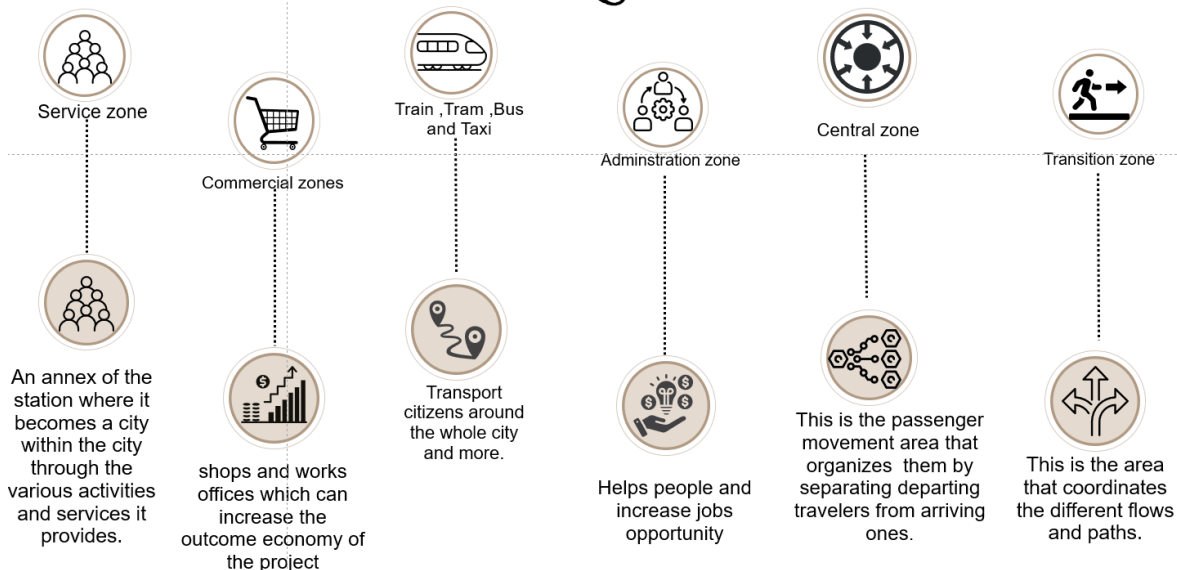 Service zone
Commercial zones
Train ,Tram ,Bus
and Taxi
Adminstration zone
Central zone
Transition zone
An annex of the
station where it
becomes a city
within the city
through the
various activities
and services it
provides.
shops and works
offices which can
increase the
outcome economy of
the project
Transport
citizens around
the whole city
and more.
Helps people and
increase jobs
opportunity
This is the passenger
movement area that
organizes them by
separating departing
travelers from arriving
ones.
This is the area
that coordinates
the different flows
and paths.